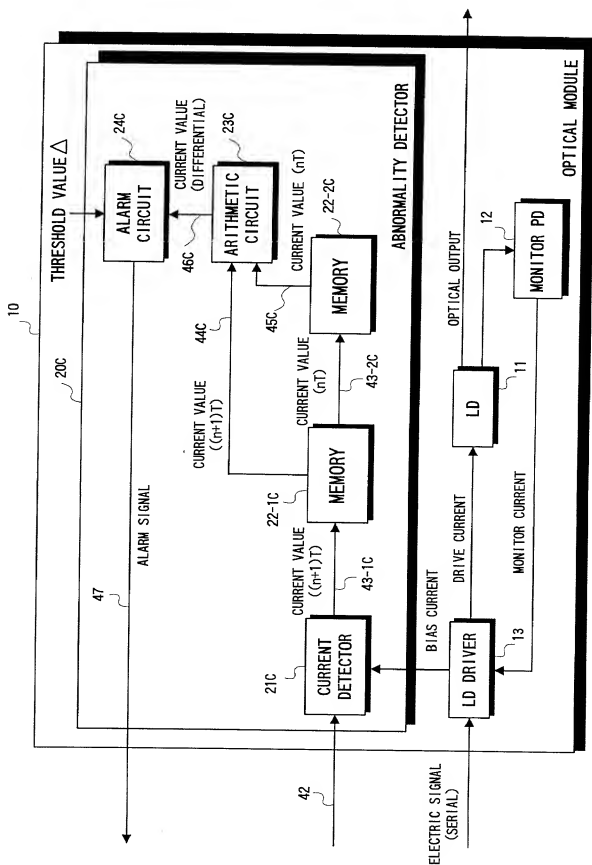 10
20C
THRESHOLD VALUE △
24C
ALARM
CIRCUIT
47
ALARM SIGNAL
CURRENT VALUE
(DIFFERENTIAL)
46C
23C
ARITHMETIC
CIRCUIT
44C
CURRENT VALUE
((n+1)T)
45C
CURRENT VALUE (nT)
22-2C
MEMORY
CURRENT VALUE
(nT)
43-2C
22-1C
MEMORY
CURRENT VALUE
((n+1)T)
43-1C
21C
CURRENT
DETECTOR
42
ABNORMALITY DETECTOR
BIAS CURRENT
ELECTRIC SIGNAL
(SERIAL)
LD DRIVER
13
DRIVE CURRENT
LD
11
OPTICAL OUTPUT
12
MONITOR PD
MONITOR CURRENT
OPTICAL MODULE